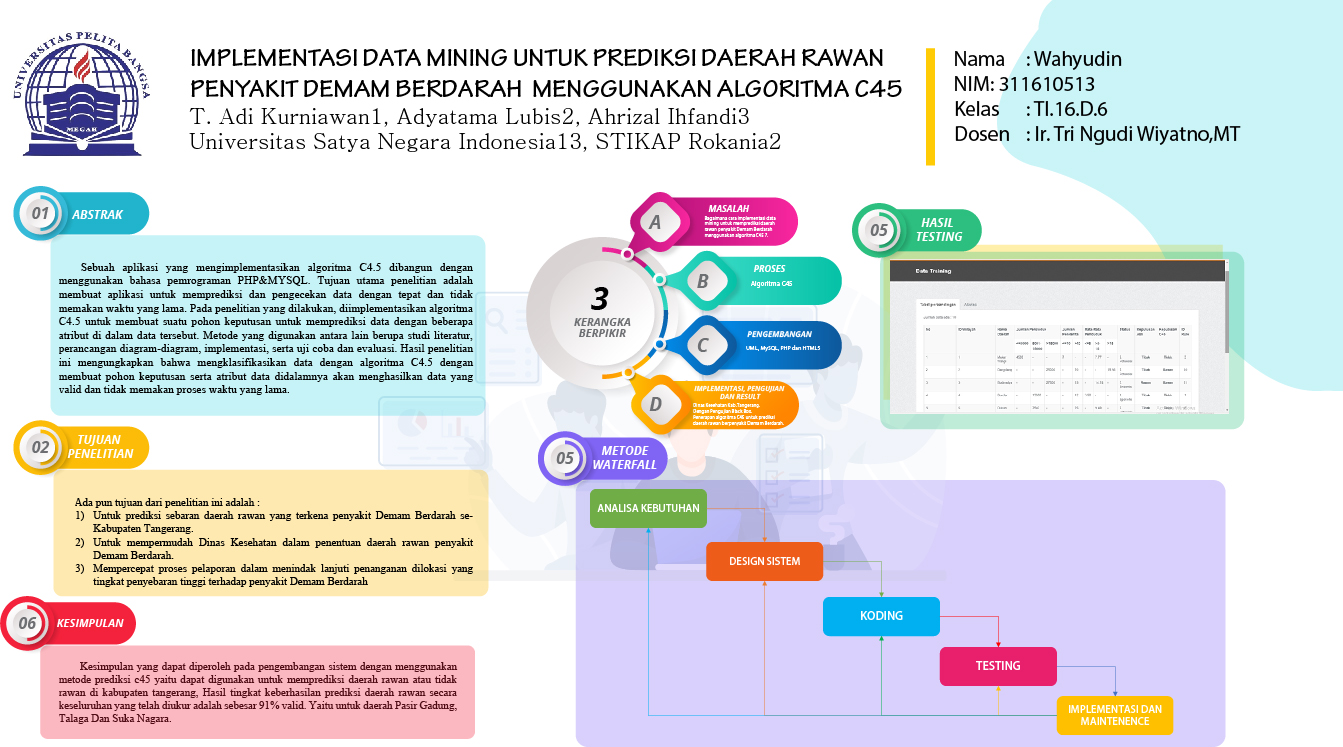 UNIVERSITAS PELITA BANGSA
MEGAH
IMPLEMENTASI DATA MINING UNTUK PREDIKSI DAERAH RAWAN
PENYAKIT DEMAM BERDARAH MENGGUNAKAN ALGORITMA C45
T. Adi Kurniawan1, Adyatama Lubis2, Ahrizal Ihfandi3
Universitas Satya Negara Indonesia13, STIKAP Rokania2
Nama : Wahyudin
NIM: 311610513
Kelas : TI.16.D.6
Dosen : Ir. Tri Ngudi Wiyatno,MT
01 ABSTRAK
Sebuah aplikasi yang mengimplementasikan algoritma C4.5 dibangun dengan
menggunakan bahasa pemrograman PHP&MYSQL. Tujuan utama penelitian adalah
membuat aplikasi untuk memprediksi dan pengecekan data dengan tepat dan tidak
memakan waktu yang lama. Pada penelitian yang dilakukan, diimplementasikan algoritma
C4.5 untuk membuat suatu pohon keputusan untuk memprediksi data dengan beberapa
atribut di dalam data tersebut. Metode yang digunakan antara lain berupa studi literatur,
perancangan diagram-diagram, implementasi, serta uji coba dan evaluasi. Hasil penelitian
ini mengungkapkan bahwa mengklasifikasikan data dengan algoritma C4.5 dengan
membuat pohon keputusan serta atribut data didalamnya akan menghasilkan data yang
valid dan tidak memakan proses waktu yang lama.
02 TUJUAN
PENELITIAN
Ada pun tujuan dari penelitian ini adalah :
1) Untuk prediksi sebaran daerah rawan yang terkena penyakit Demam Berdarah se-
Kabupaten Tangerang.
2) Untuk mempermudah Dinas Kesehatan dalam penentuan daerah rawan penyakit
Demam Berdarah.
3) Mempercepat proses pelaporan dalam menindak lanjuti penanganan dilokasi yang
tingkat penyebaran tinggi terhadap penyakit Demam Berdarah
06 KESIMPULAN
Kesimpulan yang dapat diperoleh pada pengembangan sistem dengan menggunakan
metode prediksi c45 yaitu dapat digunakan untuk memprediksi daerah rawan atau tidak
rawan di kabupaten tangerang, Hasil tingkat keberhasilan prediksi daerah rawan secara
keseluruhan yang telah diukur adalah sebesar 91% valid. Yaitu untuk daerah Pasir Gadung,
Talaga Dan Suka Nagara.
3
KERANGKA
BERPIKIR
A
MASALAH
Bagaimana cara implementasi data
mining untuk memprediksi daerah
rawan penyakit Demam Berdarah
menggunakan algoritma C45 ?.
B
PROSES
Algoritma C45
C
PENGEMBANGAN
UML, MySQL, PHP dan HTML5
D
IMPLEMENTASI, PENGUJIAN
DAN RESULT
Dinas Kesehatan Kab.Tangerang.
Dengan Pengujian Black Box.
Penerapan algoritma C45 untuk prediksi
daerah rawan berpenyakit Demam Berdarah.
05 HASIL
TESTING
Data Training
05 METODE
WATERFALL
ANALISA KEBUTUHAN
DESIGN SISTEM
KODING
TESTING
IMPLEMENTASI DAN
MAINTENENCE